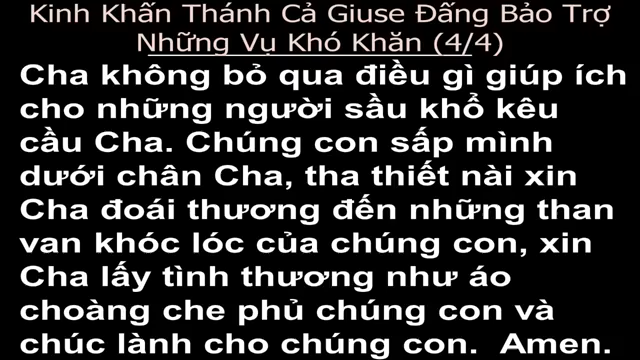 Kinh Khấn Thánh Cả Giuse Đấng Bảo Trợ
Những Vụ Khó Khăn (4/4)
Cha không bỏ qua điều gì giúp ích
cho những người sầu khổ kêu
cầu Cha. Chúng con sấp mình
dưới chân Cha, tha thiết nài xin
Cha đoái thương đến những than
van khóc lóc của chúng con, xin
Cha lấy tình thương như áo
choàng che phủ chúng con và
chúc lành cho chúng con. Amen.